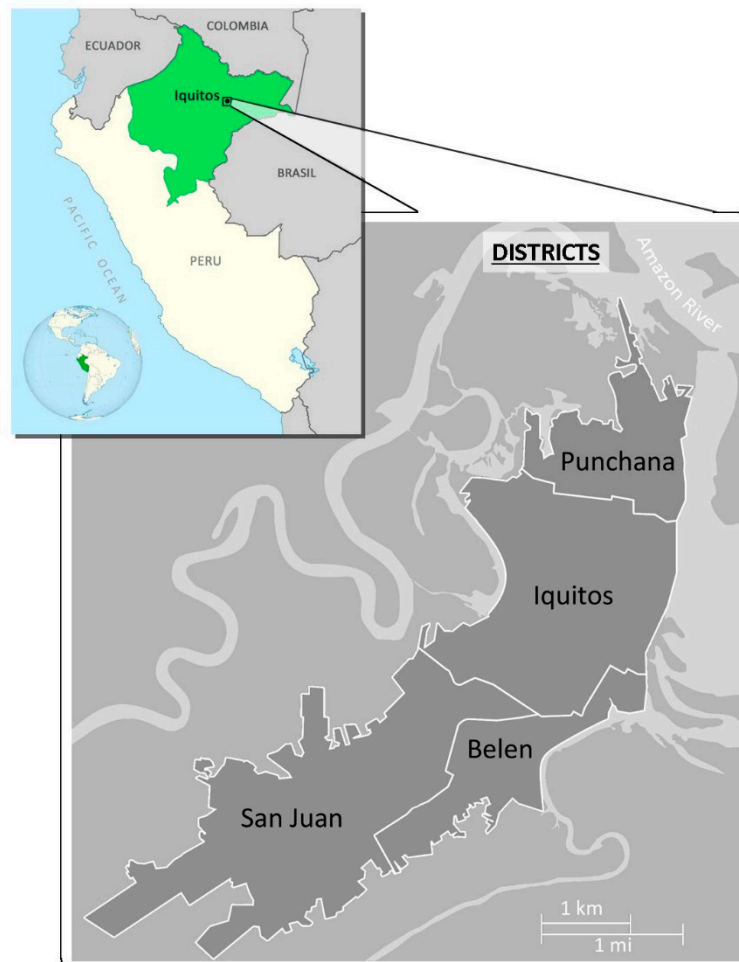 COLOMBIA
ECUADOR
Iquitos
BRASIL
PACIFIC OCEAN
PERU
DISTRICTS
Amazon River
Punchana
Iquitos
Belen
San Juan
1 km
1 mi